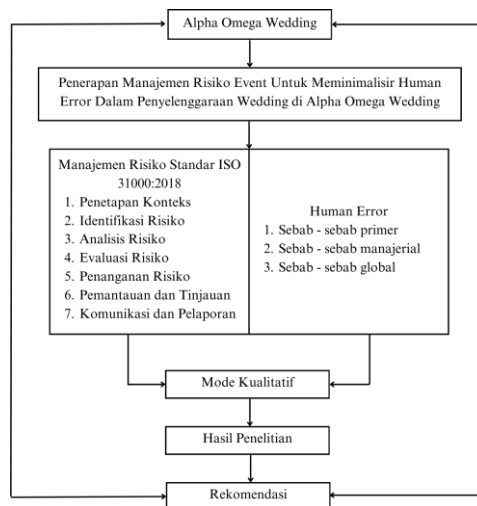 Alpha Omega Wedding
Penerapan Manajemen Risiko Event Untuk Meminimalisir Human
Error Dalam Penyelenggaraan Wedding di Alpha Omega Wedding
Manajemen Risiko Standar ISO
31000:2018
1. Penetapan Konteks
2. Identifikasi Risiko
3. Analisis Risiko
4. Evaluasi Risiko
5. Penanganan Risiko
6. Pemantauan dan Tinjauan
7. Komunikasi dan Pelaporan
Human Error
1. Sebab - sebab primer
2. Sebab - sebab manajerial
3. Sebab - sebab global
Mode Kualitatif
Hasil Penelitian
Rekomendasi